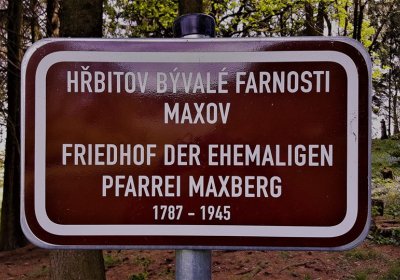 HŘBITOV BÝVALÉ FARNOSTI
MAXOV
FRIEDHOF DER EHEMALIGEN
PFARREI MAXBERG
1787 - 1945